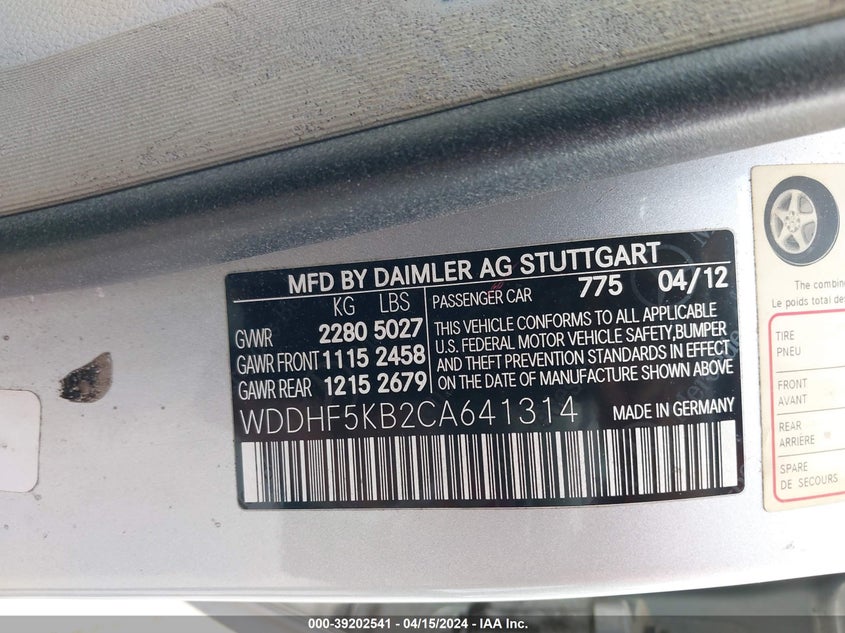 MFD BY DAIMLER AG STUTTGART
KG LBS
GVWR 2280 5027
GAWR FRONT 1115 2458
GAWR REAR 1215 2679
PASSENGER CAR 775 04/12
THIS VEHICLE CONFORMS TO ALL APPLICABLE
U.S. FEDERAL MOTOR VEHICLE SAFETY,BUMPER
AND THEFT PREVENTION STANDARDS IN EFFECT
ON THE DATE OF MANUFACTURE SHOWN ABOVE
WDDHF5KB2CA641314 MADE IN GERMANY
The combine
Le poids total de
TIRE
PNEU
FRONT
AVANT
REAR
ARRIÈRE
SPARE
DE SECOURS
000-39202541 - 04/15/2024 - IAA Inc.